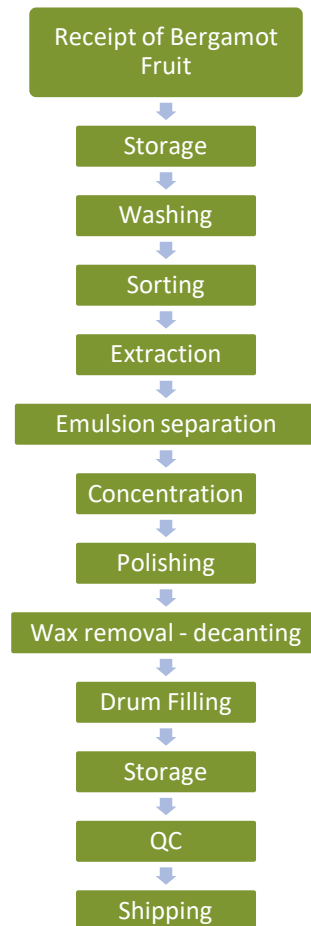 Receipt of Bergamot
Fruit
Storage
Washing
Sorting
Extraction
Emulsion separation
Concentration
Polishing
Wax removal - decanting
Drum Filling
Storage
QC
Shipping